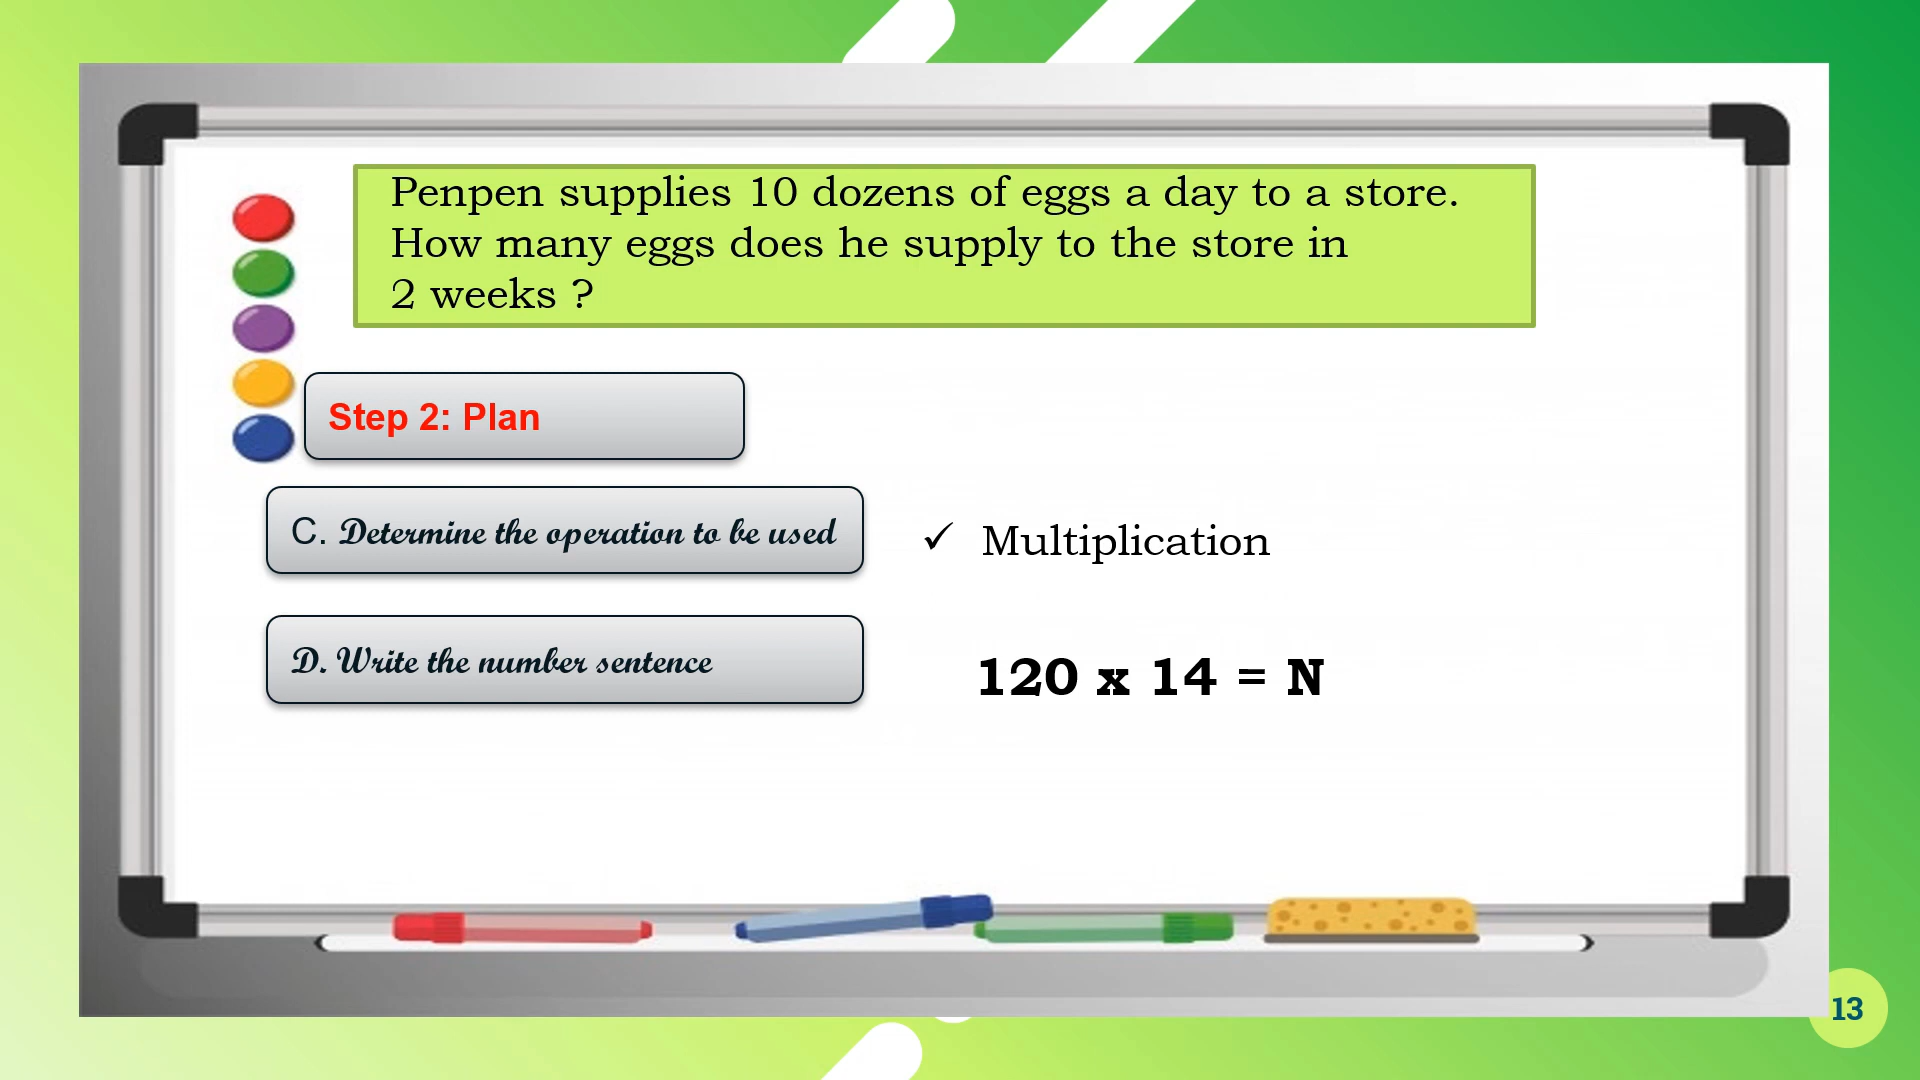 Penpen supplies 10 dozens of eggs a day to a store.
How many eggs does he supply to the store in
2 weeks ?
Step 2: Plan
C. Determine the operation to be used
✓ Multiplication
D. Write the number sentence
120 x 14 = N
13